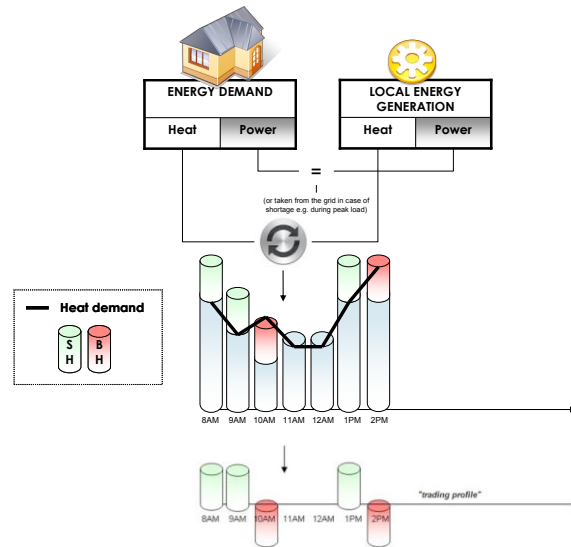 ENERGY DEMAND
Heat Power
LOCAL ENERGY
GENERATION
Heat Power
=
(or taken from the grid in case of
shortage e.g. during peak load)
Heat demand
S
H
B
H
8AM 9AM 10AM 11AM 12AM 1PM 2PM
"trading profile"
8AM 9AM 10AM 11AM 12AM 1PM 2PM